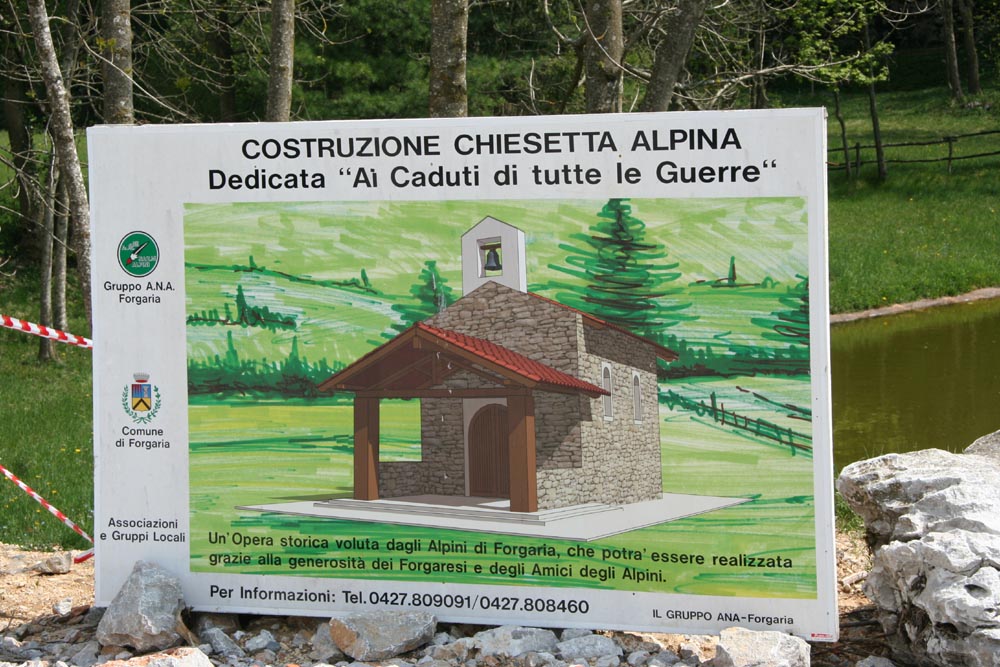 COSTRUZIONE CHIESETTA ALPINA
Dedicata "Aì Caduti di tutte le Guerre"
Gruppo A.N.A.
Forgaria
Comune
di Forgaria
Associazioni
e Gruppi Locali
Un'Opera storica voluta dagli Alpini di Forgaria, che potra' essere realizzata
grazie alla generosità dei Forgaresi e degli Amici degli Alpini.
Per Informazioni: Tel.0427.809091/0427.808460
IL GRUPPO ANA-Forgaria